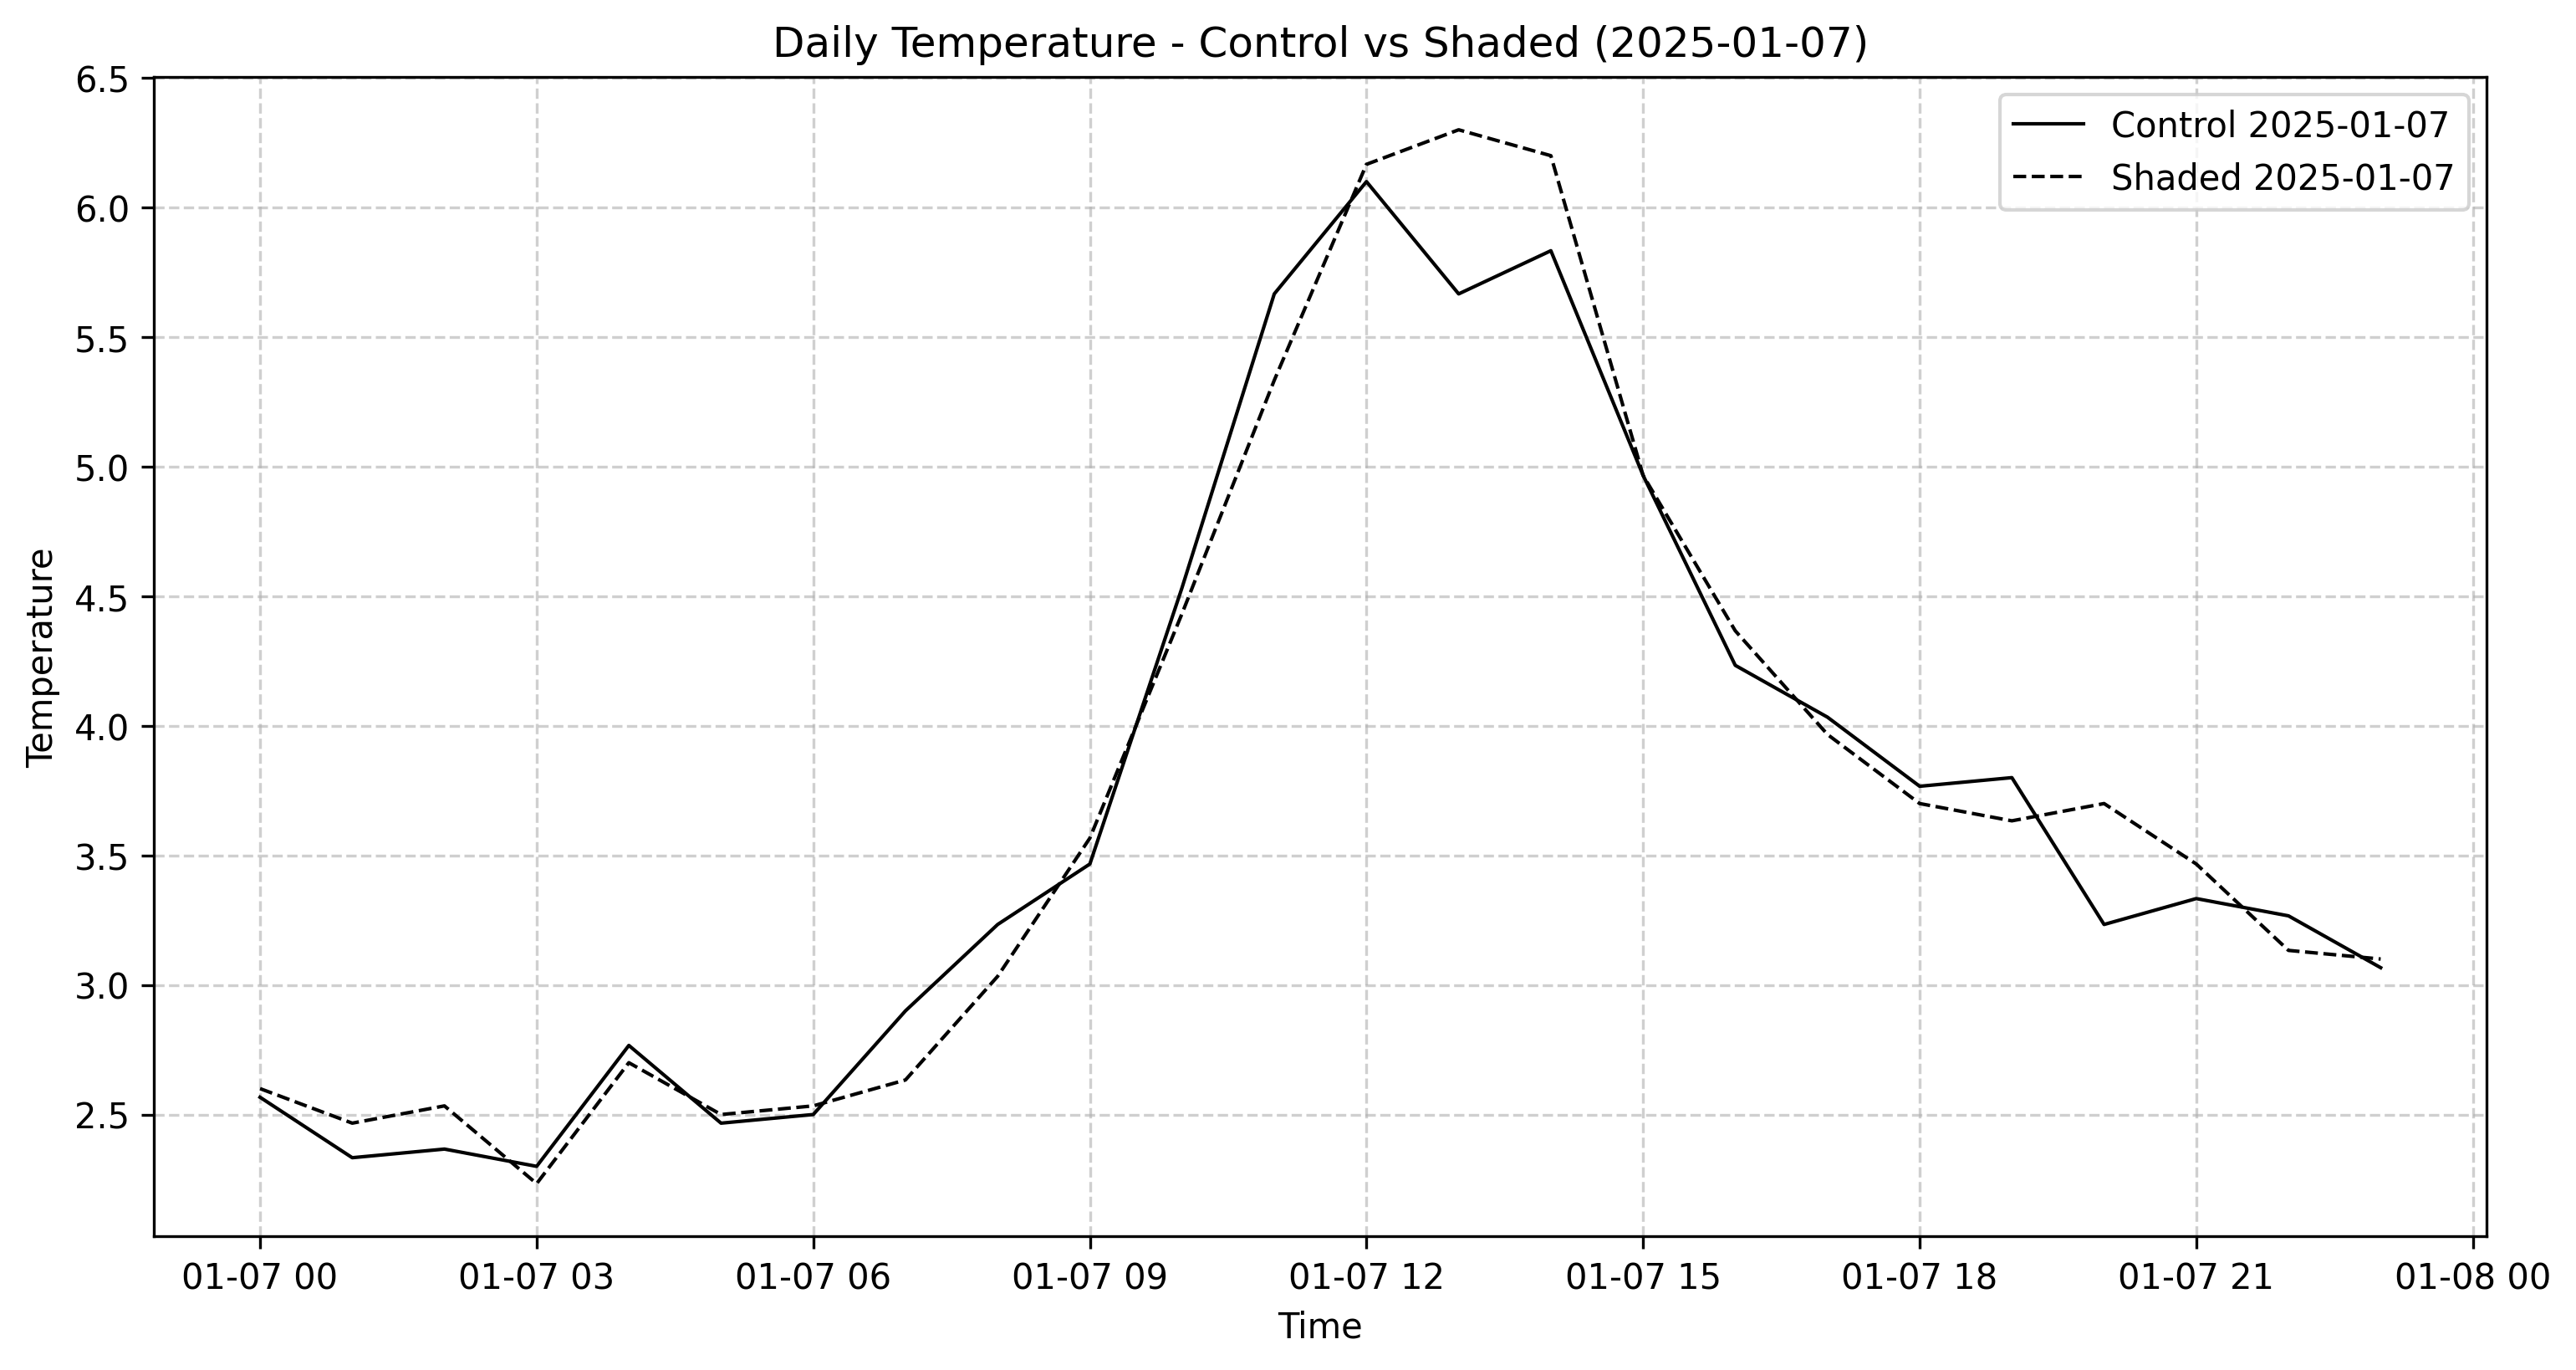 Daily Temperature - Control vs Shaded (2025-01-07)
Control 2025-01-07
Shaded 2025-01-07
6.5
6.0
5.5
5.0
4.5
4.0
3.5
3.0
2.5
Temperature
01-07 00 01-07 03 01-07 06 01-07 09 01-07 12 01-07 15 01-07 18 01-07 21 01-08 00
Time